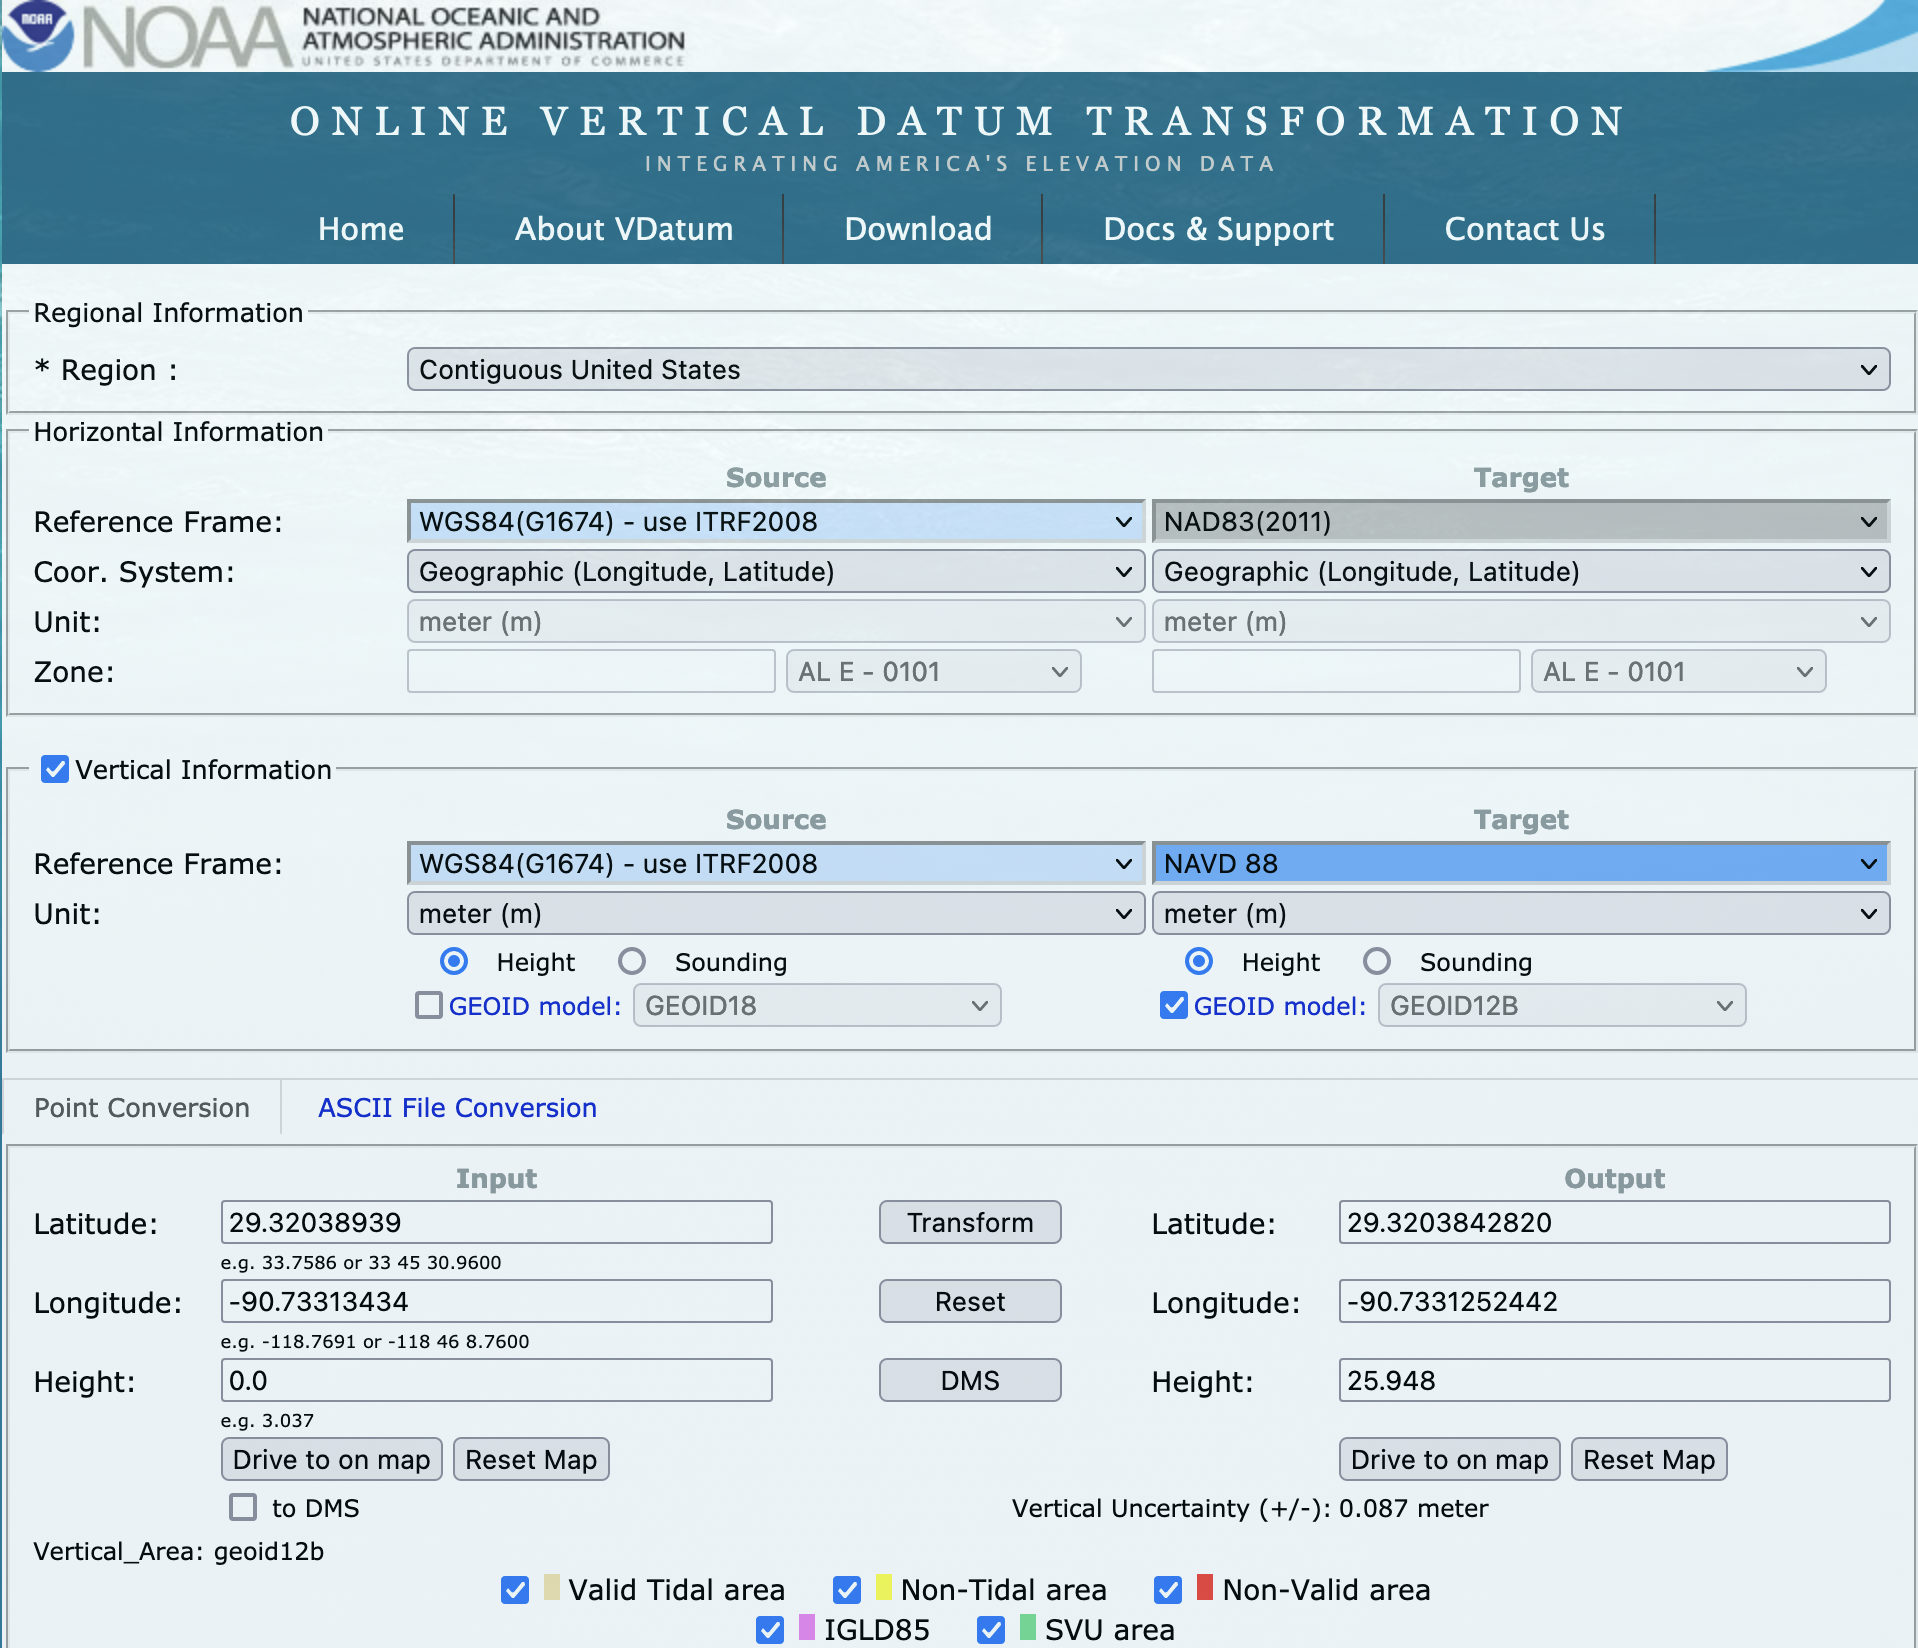 NOAA
NOAA NATIONAL OCEANIC AND
ATMOSPHERIC ADMINISTRATION
UNITED STATES DEPARTMENT OF COMMERCE
ONLINE VERTICAL DATUM TRANSFORMATION
INTEGRATING AMERICA'S ELEVATION DATA
Home About VDatum Download Docs & Support Contact Us
Regional Information
* Region : Contiguous United States
Horizontal Information
Source Target
Reference Frame: WGS84(G1674) - use ITRF2008 NAD83(2011)
Coor. System: Geographic (Longitude, Latitude) Geographic (Longitude, Latitude)
Unit: meter (m) meter (m)
Zone: AL E - 0101 AL E - 0101
Vertical Information
Source Target
Reference Frame: WGS84(G1674) - use ITRF2008 NAVD 88
Unit: meter (m) meter (m)
Height Sounding Height Sounding
GEOID model: GEOID18 GEOID model: GEOID12B
Point Conversion ASCII File Conversion
Input Output
Latitude: 29.32038939 Transform Latitude: 29.3203842820
e.g. 33.7586 or 33 45 30.9600
Longitude: -90.73313434 Reset Longitude: -90.7331252442
e.g. -118.7691 or -118 46 8.7600
Height: 0.0 DMS Height: 25.948
e.g. 3.037
Drive to on map Reset Map Drive to on map Reset Map
to DMS Vertical Uncertainty (+/-): 0.087 meter
Vertical_Area: geoid12b
Valid Tidal area Non-Tidal area Non-Valid area
IGLD85 SVU area